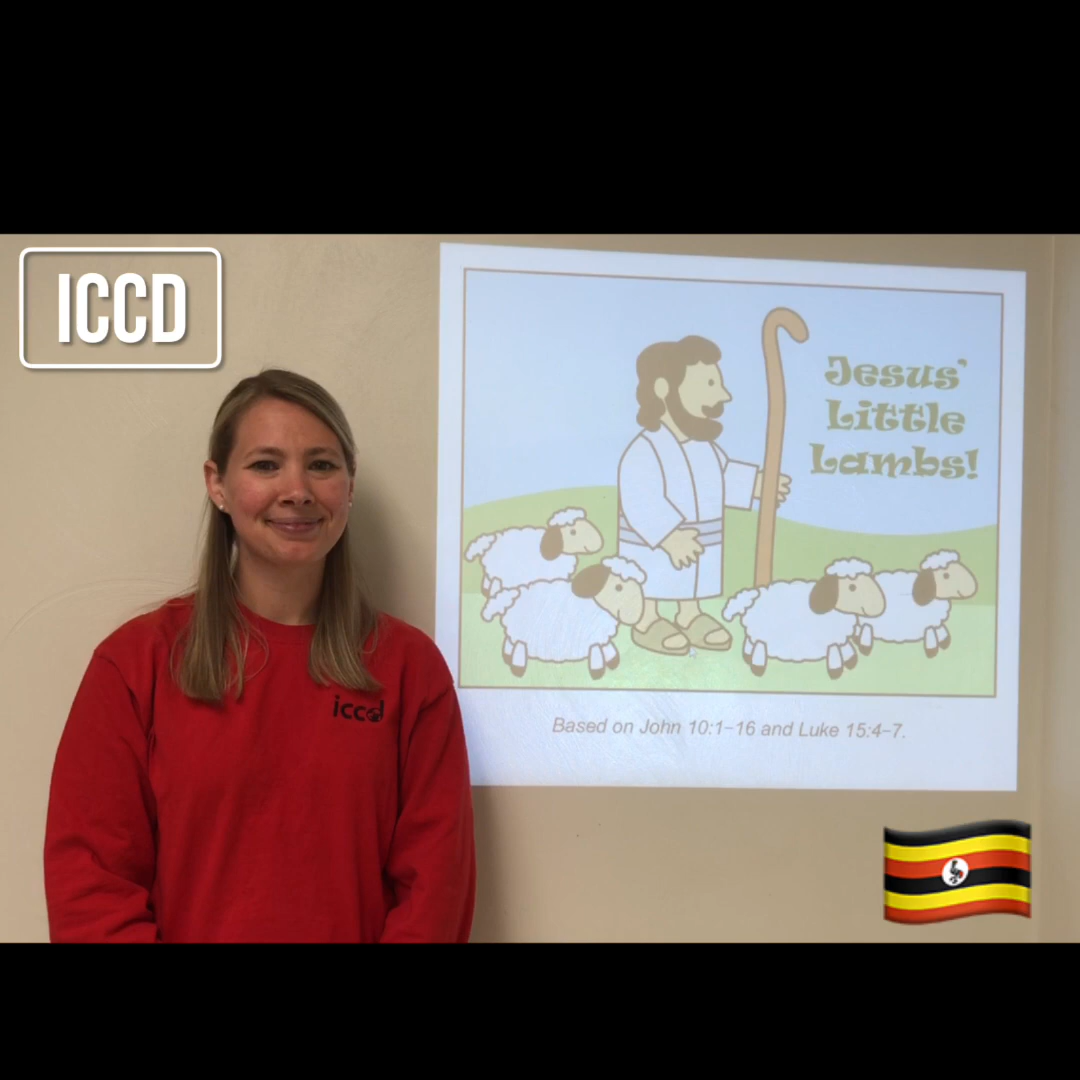 ICCD
Jesus'
Little
Lambs!
iccd
Based on John 10:1–16 and Luke 15:4–7.